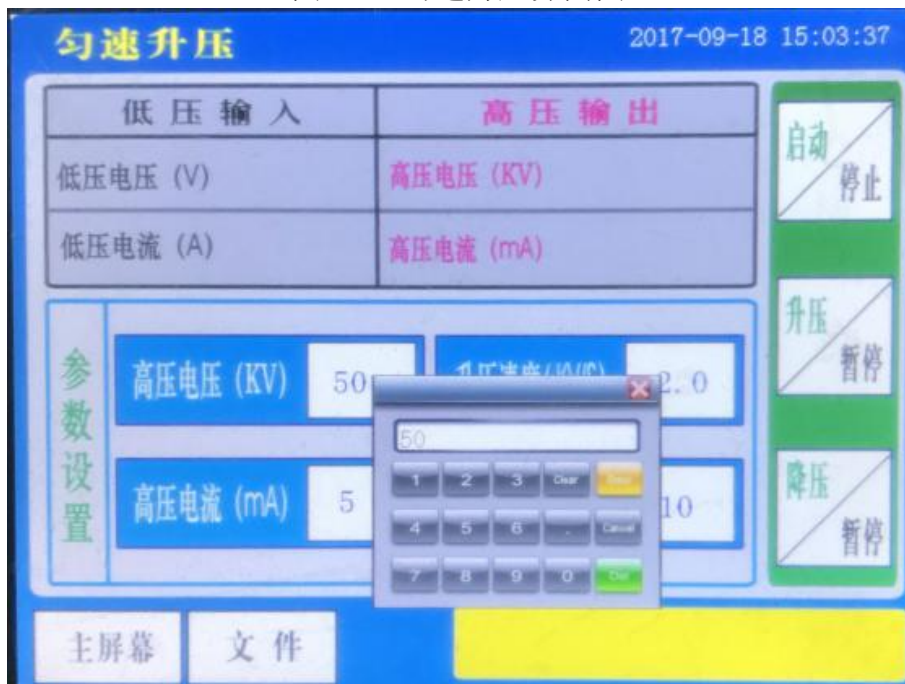 匀速升压
2017-09-18 15:03:37
低压输入
高压输出
低压电压 (V)
高压电压 (KV)
低压电流 (A)
高压电流 (mA)
启动
停止
升压
暂停
降压
暂停
参数设置
高压电压 (KV)
50
2.0
高压电流 (mA)
5
10
50
1 2 3 Clear
4 5 6 . Cancel
7 8 9 0
主屏幕
文件